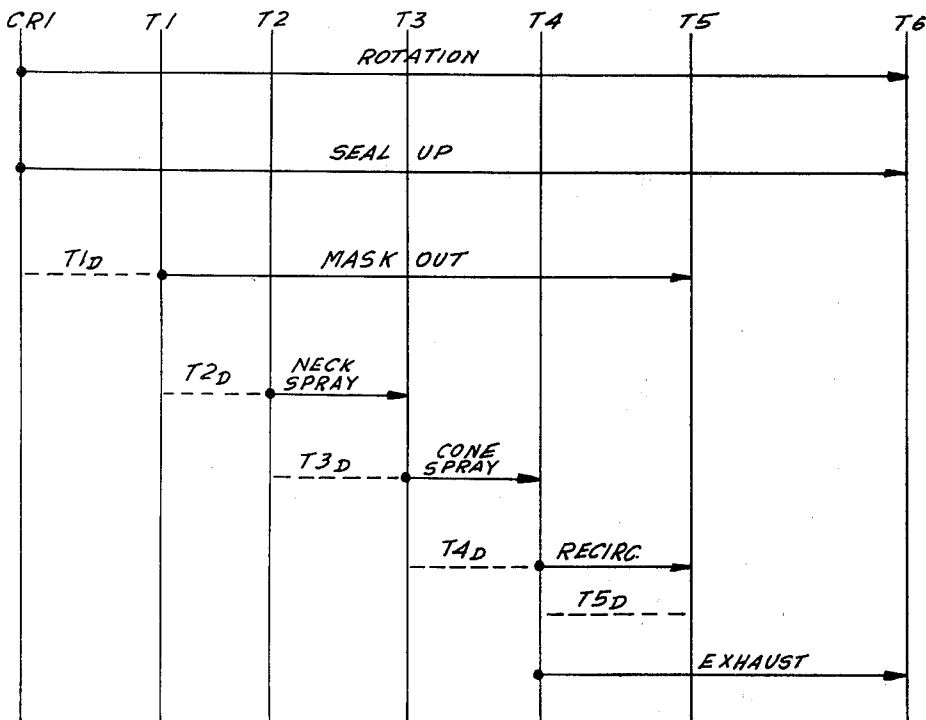 CRI T1 T2 T3 T4 T5 T6
ROTATION
SEAL UP
T1D MASK OUT
T2D NECK
SPRAY
T3D CONE
SPRAY
T4D RECIRC.
T5D
EXHAUST